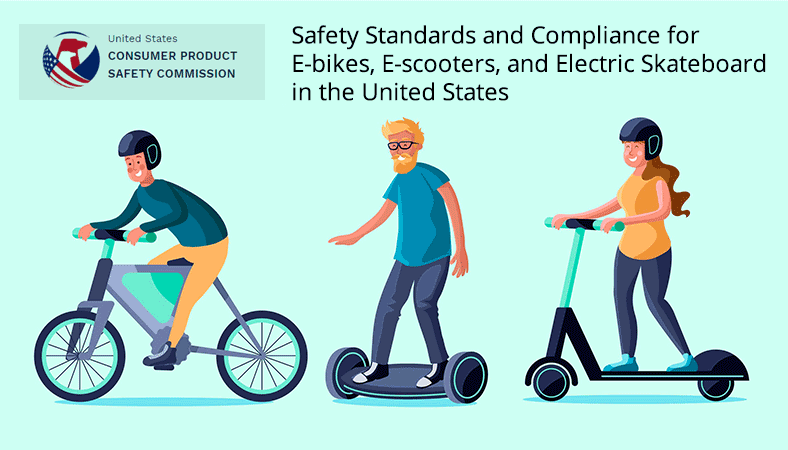 United States
CONSUMER PRODUCT
SAFETY COMMISSION
Safety Standards and Compliance for
E-bikes, E-scooters, and Electric Skateboard
in the United States